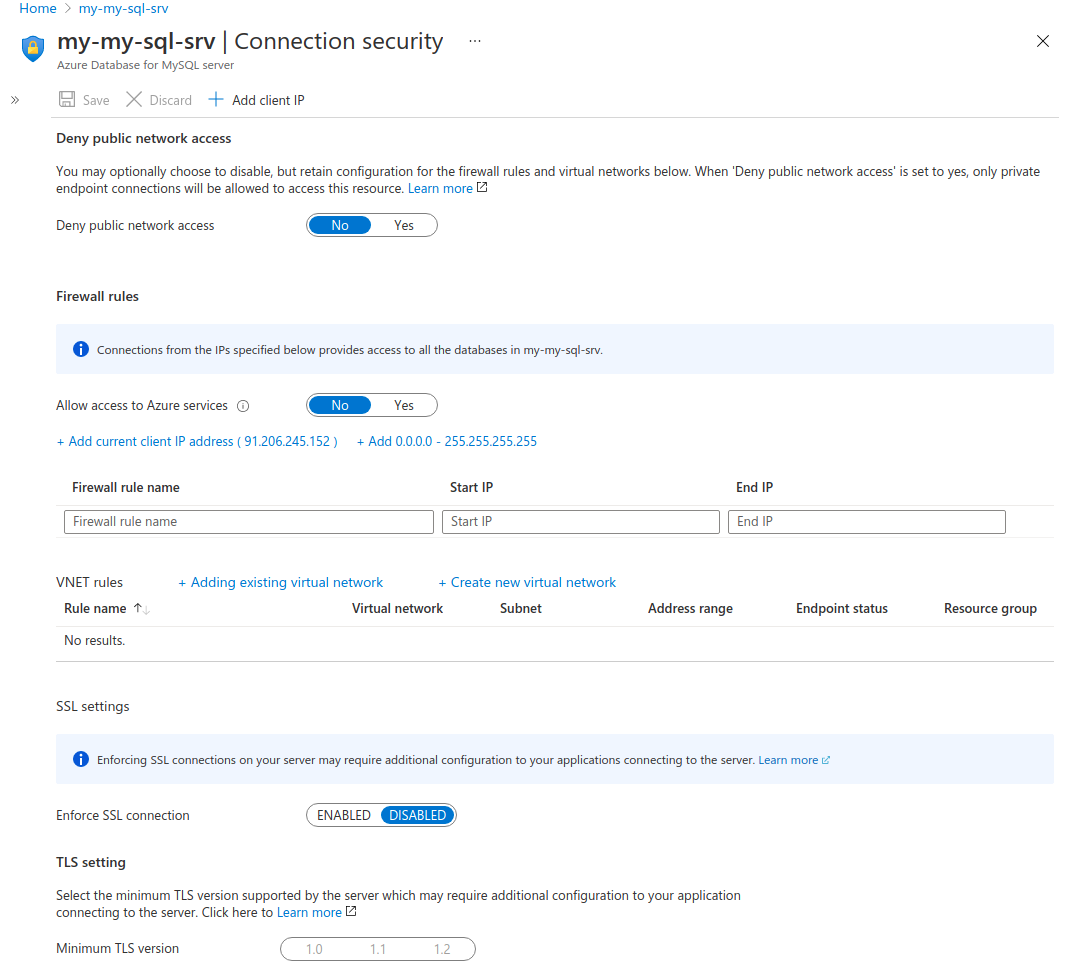 Home > my-my-sql-srv
my-my-sql-srv | Connection security ...
Azure Database for MySQL server
» Save Discard + Add client IP
Deny public network access
You may optionally choose to disable, but retain configuration for the firewall rules and virtual networks below. When 'Deny public network access' is set to yes, only private
endpoint connections will be allowed to access this resource. Learn more
Deny public network access No Yes
Firewall rules
Connections from the IPs specified below provides access to all the databases in my-my-sql-srv.
Allow access to Azure services No Yes
+ Add current client IP address ( 91.206.245.152 ) + Add 0.0.0.0 - 255.255.255.255
Firewall rule name Start IP End IP
Firewall rule name Start IP End IP
VNET rules + Adding existing virtual network + Create new virtual network
Rule name ↑↓ Virtual network Subnet Address range Endpoint status Resource group
No results.
SSL settings
Enforcing SSL connections on your server may require additional configuration to your applications connecting to the server. Learn more
Enforce SSL connection ENABLED DISABLED
TLS setting
Select the minimum TLS version supported by the server which may require additional configuration to your application
connecting to the server. Click here to Learn more
Minimum TLS version 1.0 1.1 1.2